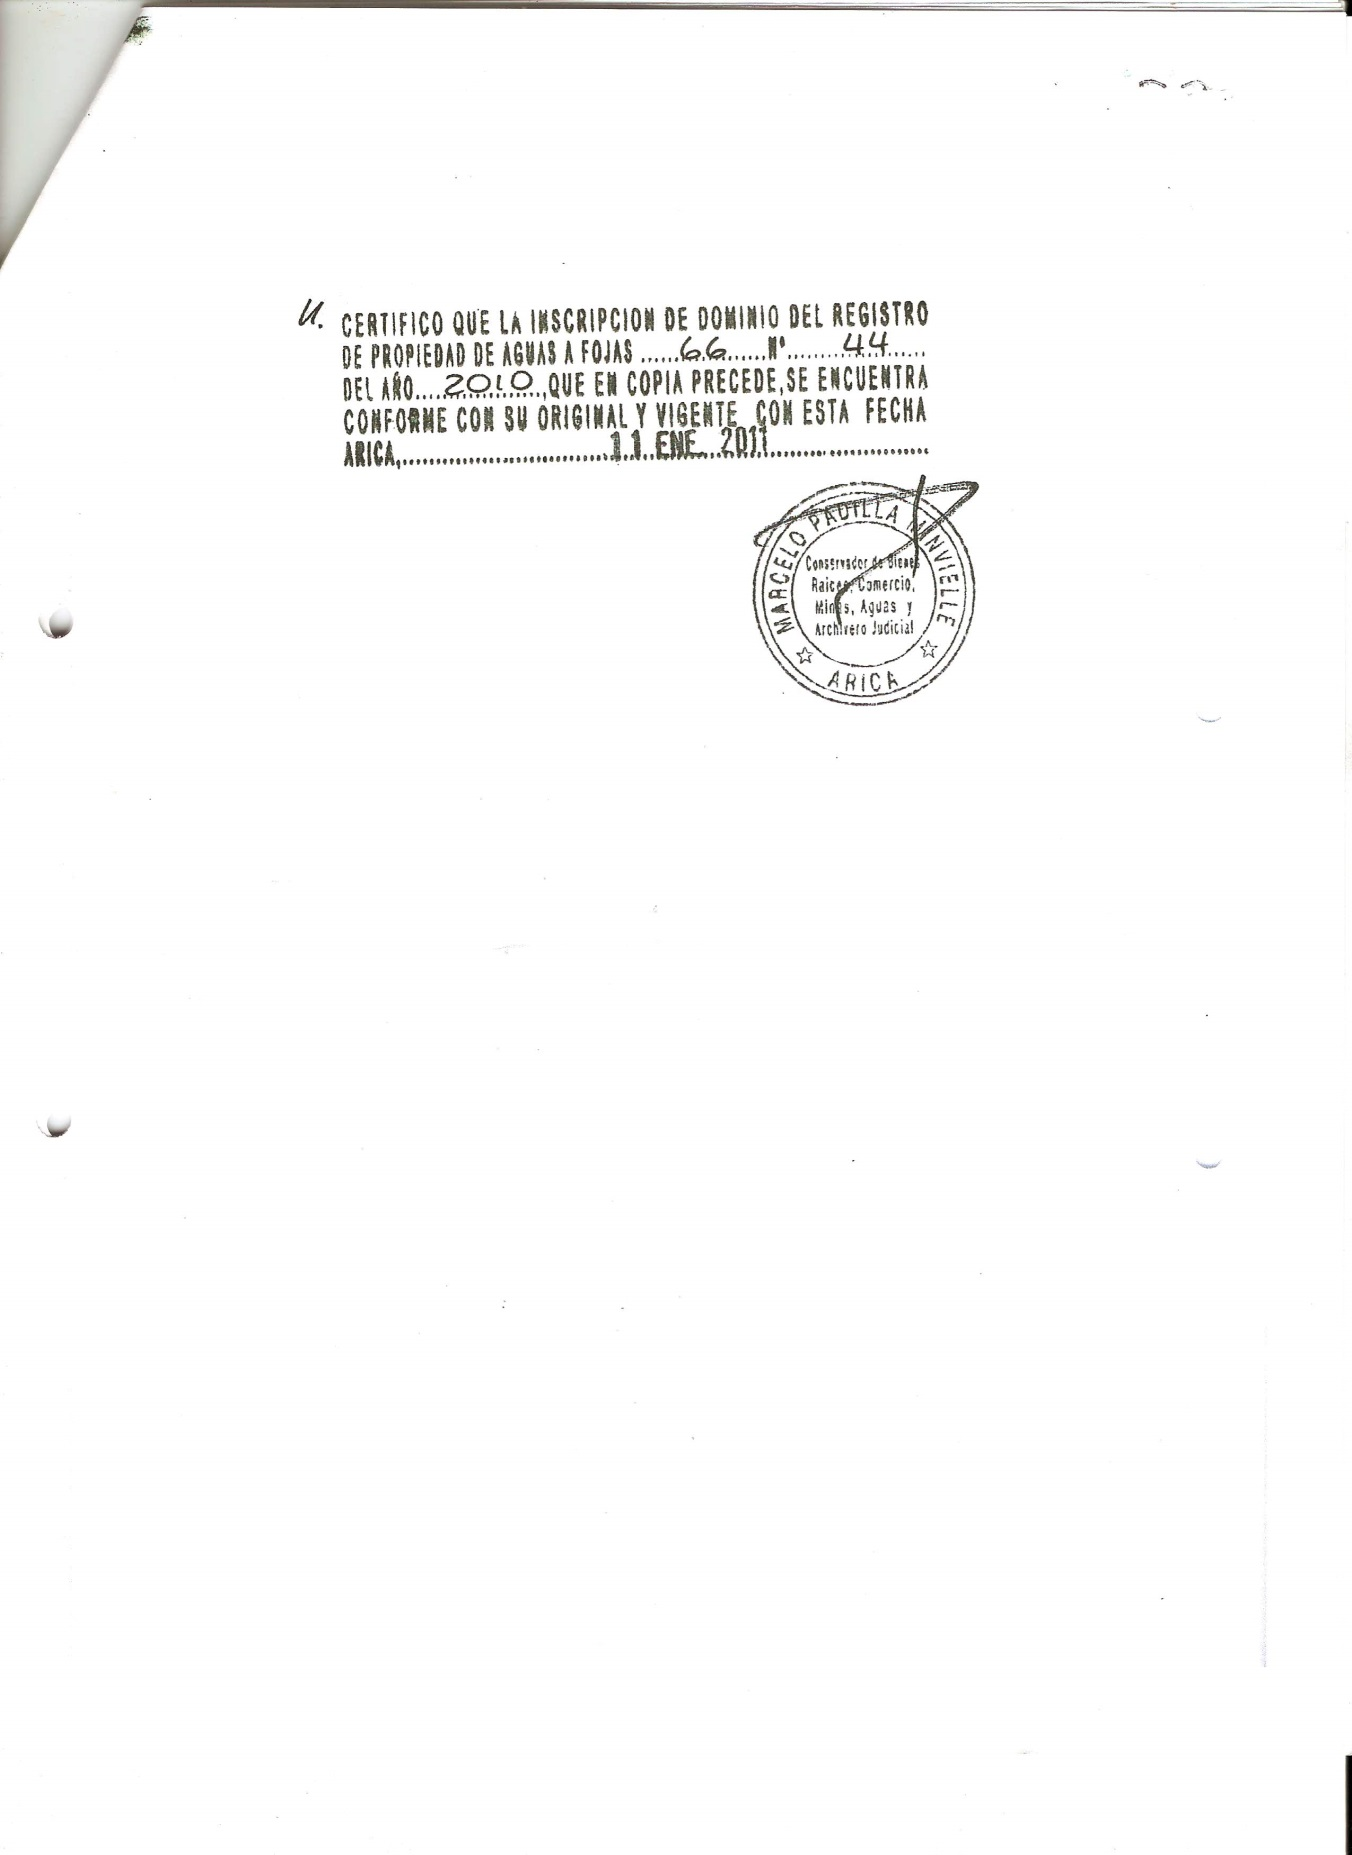 U. CERTIFICO QUE LA INSCRIPCION DE DOMINIO DEL REGISTRO
DE PROPIEDAD DE AGUAS A FOJAS ......66.......N°..........44......
DEL AÑO....2010.,QUE EN COPIA PRECEDE,SE ENCUENTRA
CONFORME CON SU ORIGINAL Y VIGENTE CON ESTA FECHA
ARICA,...............................11 ENE. 2011........................
MARCELO PADILLA MINVIELLE
Conservador de Bienes
Raices, Comercio,
Minas, Aguas y
Archivero Judicial
ARICA